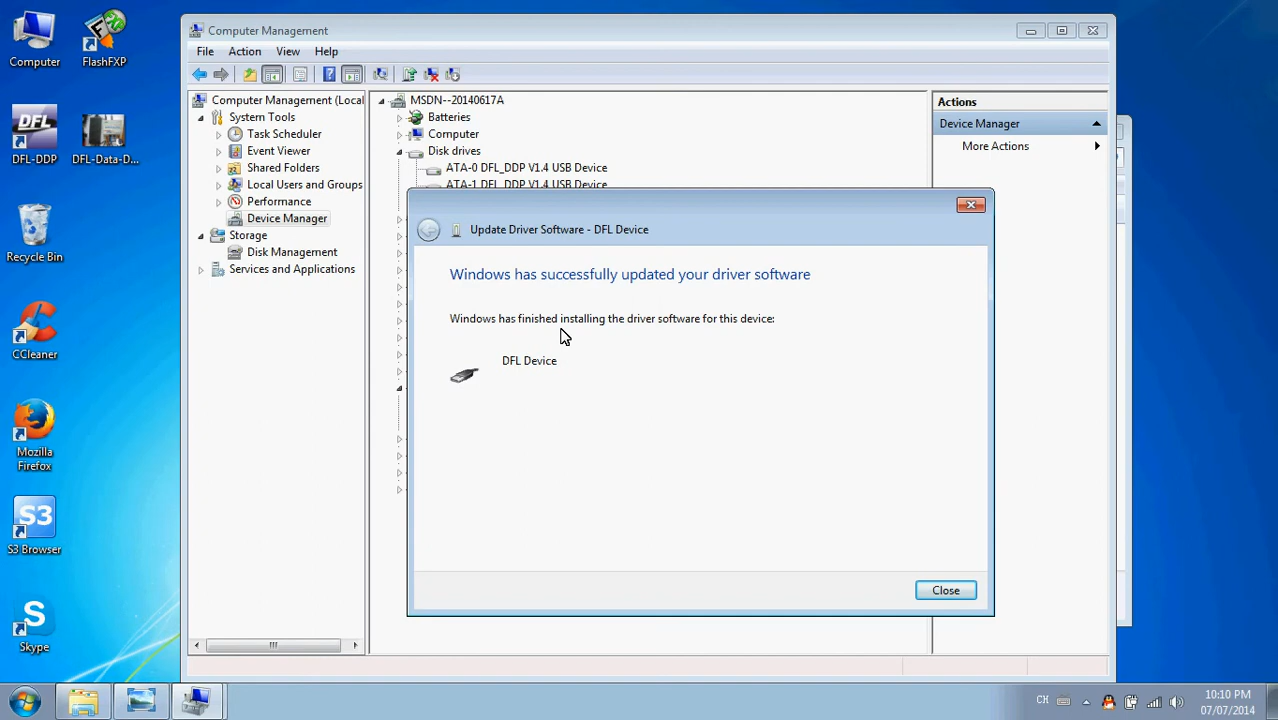 Computer
FlashFXP
DFL
DFL-DDP
DFL-Data-D...
Recycle Bin
CCleaner
Mozilla
Firefox
S3
S3 Browser
S
Skype
Computer Management
File Action View Help
Computer Management (Local
System Tools
Task Scheduler
Event Viewer
Shared Folders
Local Users and Groups
Performance
Device Manager
Storage
Disk Management
Services and Applications
MSDN--20140617A
Batteries
Computer
Disk drives
ATA-0 DFL_DDP V1.4 USB Device
ATA-1 DFL_DDP V1.4 USB Device
Actions
Device Manager
More Actions
Update Driver Software - DFL Device
Windows has successfully updated your driver software
Windows has finished installing the driver software for this device:
DFL Device
Close
CH
10:10 PM
07/07/2014